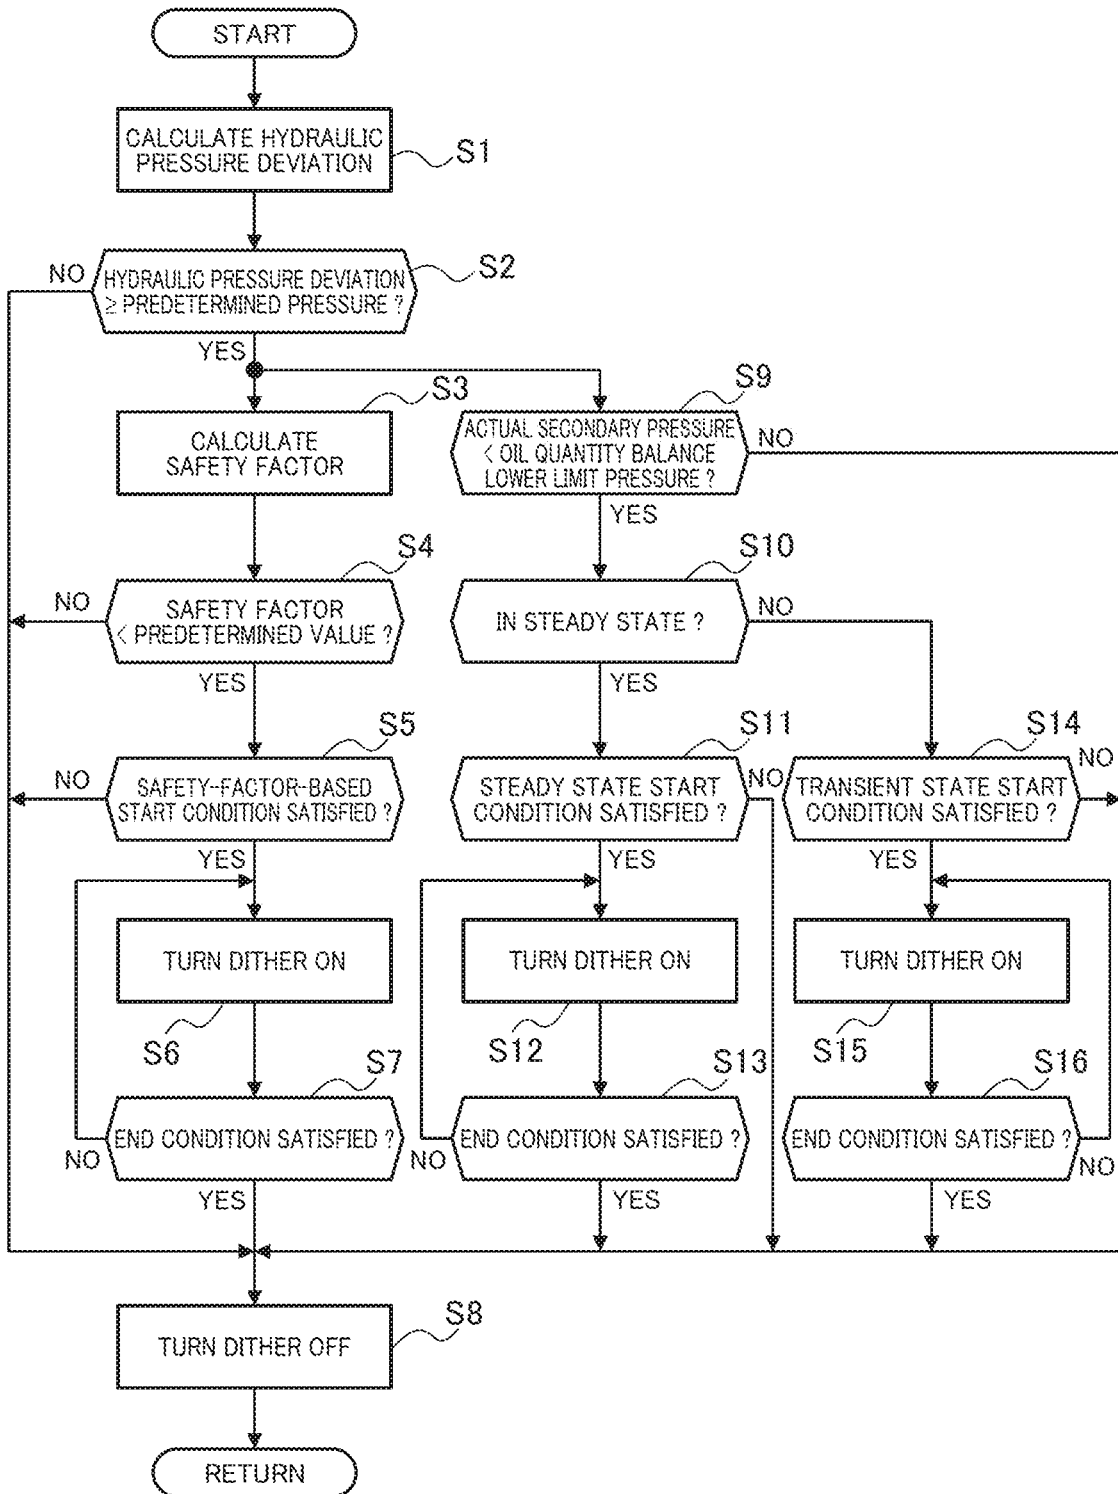 START
CALCULATE HYDRAULIC
PRESSURE DEVIATION
S1
NO
HYDRAULIC PRESSURE DEVIATION
≥ PREDETERMINED PRESSURE ?
S2
YES
S3
CALCULATE
SAFETY FACTOR
S9
ACTUAL SECONDARY PRESSURE
< OIL QUANTITY BALANCE
LOWER LIMIT PRESSURE ?
NO
YES
S4
NO
SAFETY FACTOR
< PREDETERMINED VALUE ?
YES
S10
IN STEADY STATE ?
NO
YES
S5
NO
SAFETY-FACTOR-BASED
START CONDITION SATISFIED ?
YES
S11
STEADY STATE START
CONDITION SATISFIED ?
NO
YES
S14
TRANSIENT STATE START
CONDITION SATISFIED ?
NO
YES
TURN DITHER ON
S6
TURN DITHER ON
S12
TURN DITHER ON
S15
S7
END CONDITION SATISFIED ?
NO
YES
S13
END CONDITION SATISFIED ?
NO
YES
S16
END CONDITION SATISFIED ?
NO
YES
TURN DITHER OFF
S8
RETURN